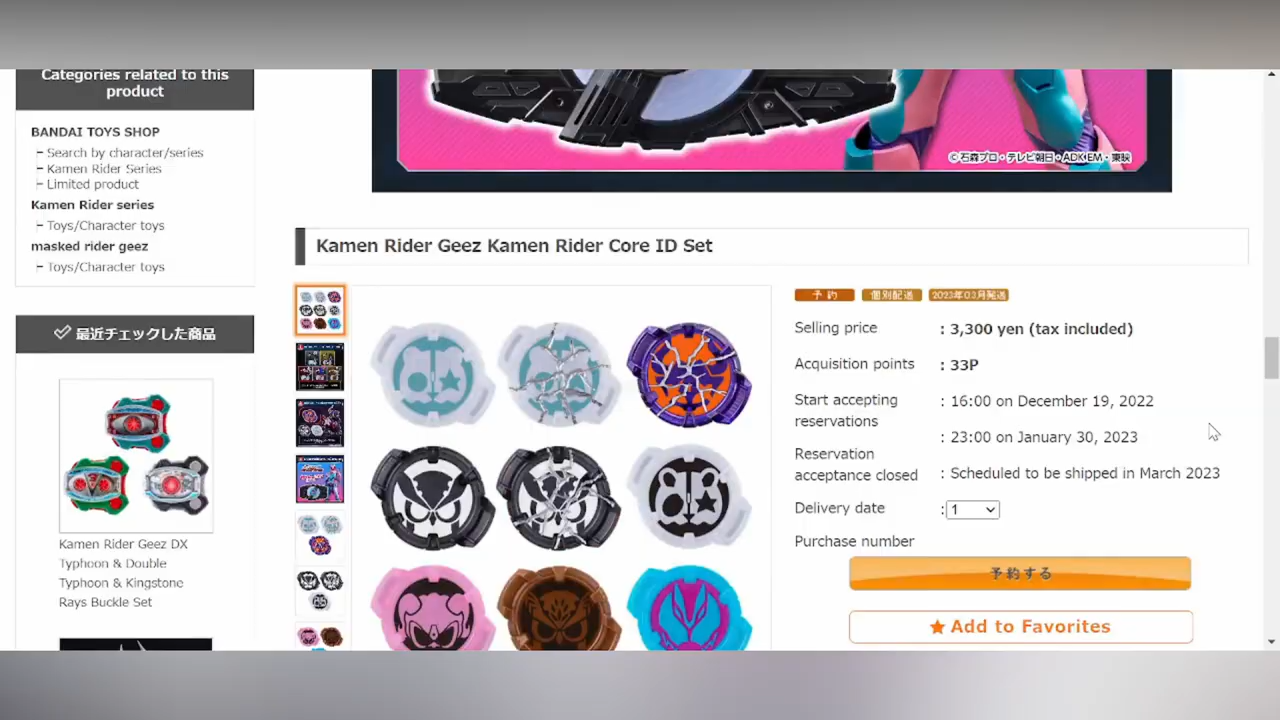 Categories related to this
product
BANDAI TOYS SHOP
Search by character/series
Kamen Rider Series
Limited product
Kamen Rider series
Toys/Character toys
masked rider geez
Toys/Character toys
最近チェックした商品
Kamen Rider Geez DX
Typhoon & Double
Typhoon & Kingstone
Rays Buckle Set
©石森プロ・テレビ朝日・ADK EM・東映
Kamen Rider Geez Kamen Rider Core ID Set
予約 個別配送 2023年03月発送
Selling price : 3,300 yen (tax included)
Acquisition points : 33P
Start accepting
reservations : 16:00 on December 19, 2022
: 23:00 on January 30, 2023
Reservation
acceptance closed : Scheduled to be shipped in March 2023
Delivery date : 1
Purchase number
予約する
★ Add to Favorites